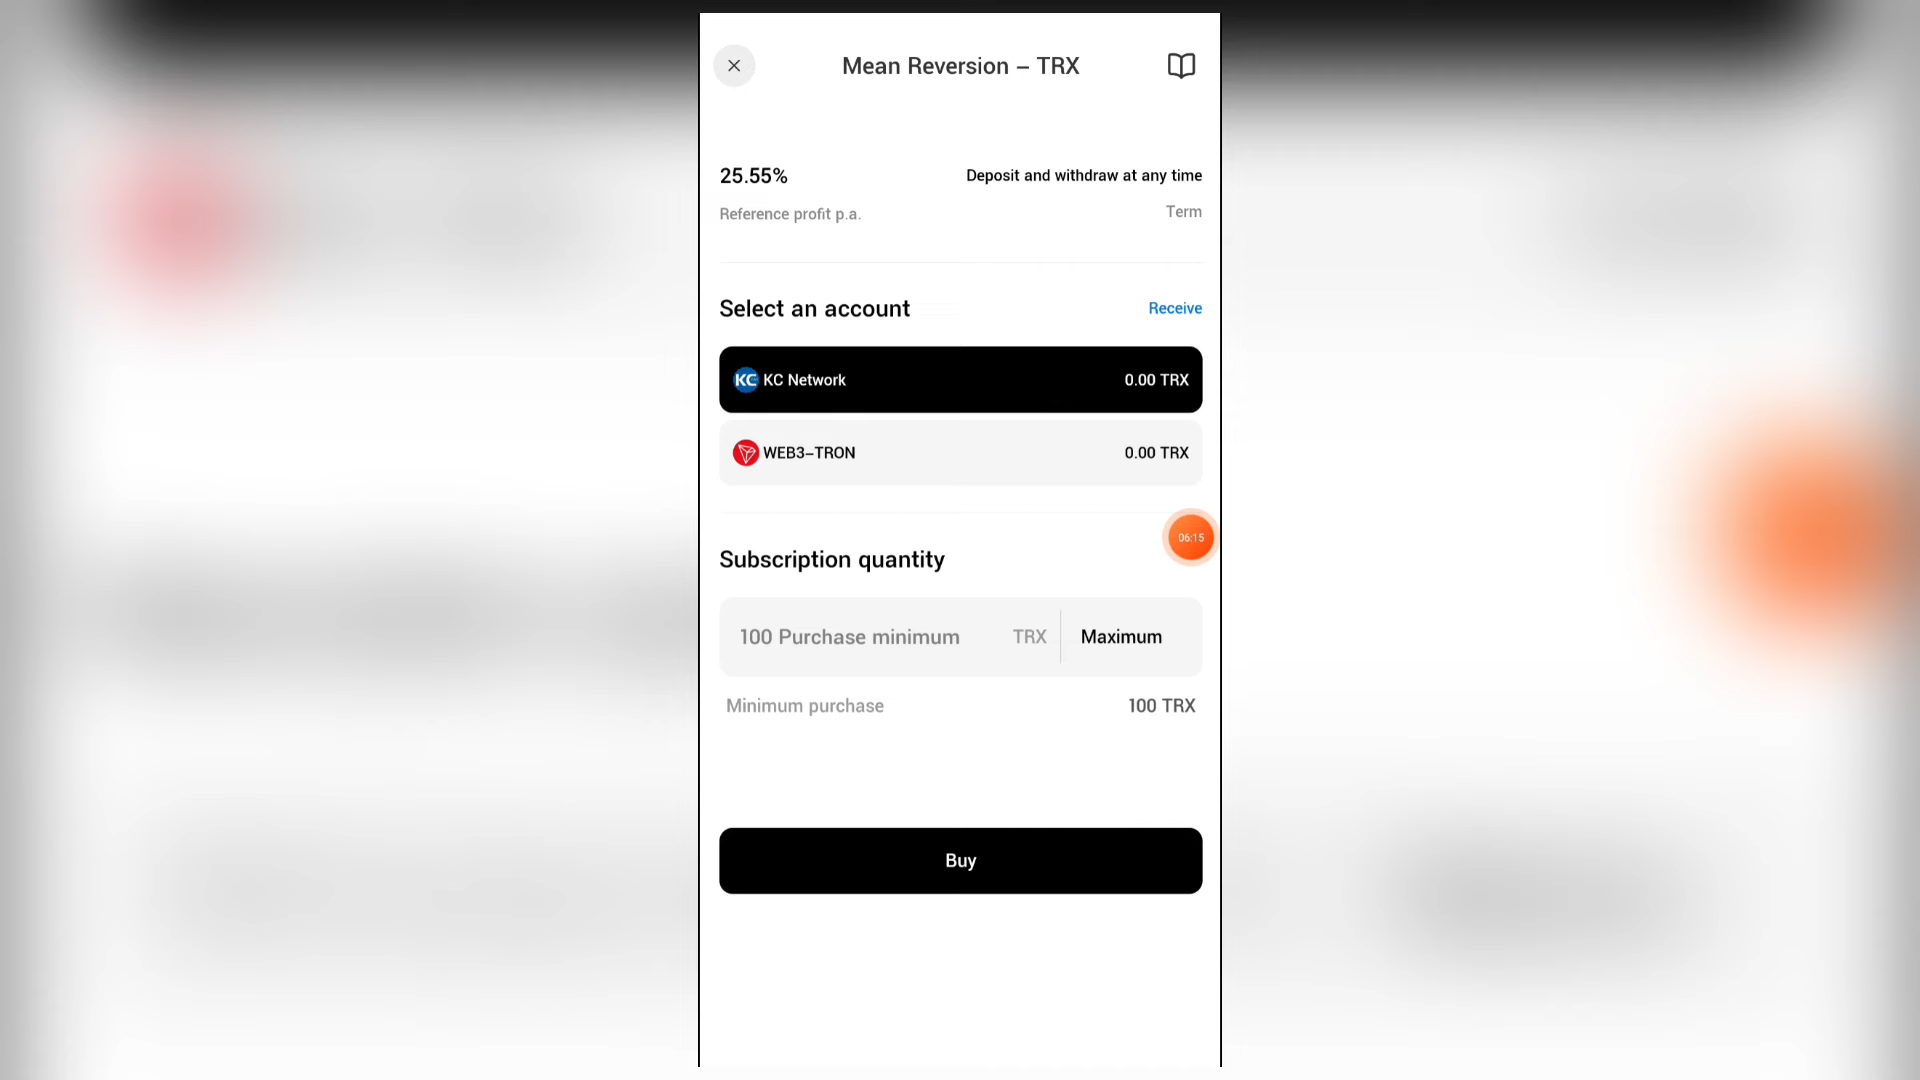 Mean Reversion – TRX
25.55%
Deposit and withdraw at any time
Reference profit p.a.
Term
Select an account
Receive
KC KC Network
0.00 TRX
WEB3–TRON
0.00 TRX
06:15
Subscription quantity
100 Purchase minimum
TRX
Maximum
Minimum purchase
100 TRX
Buy